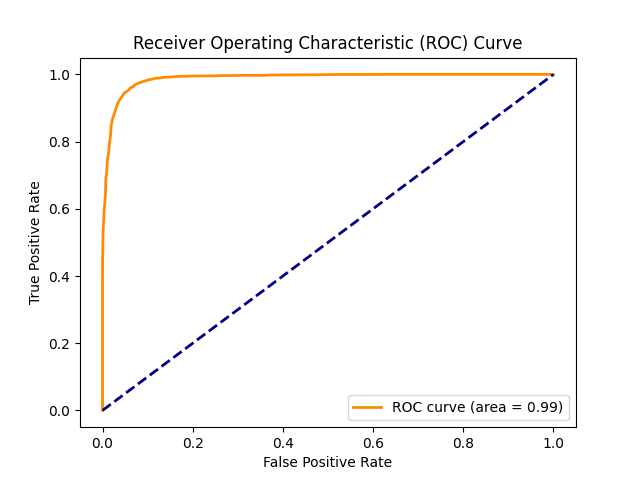 Receiver Operating Characteristic (ROC) Curve
1.0
0.8
0.6
0.4
0.2
0.0
True Positive Rate
ROC curve (area = 0.99)
0.0 0.2 0.4 0.6 0.8 1.0
False Positive Rate